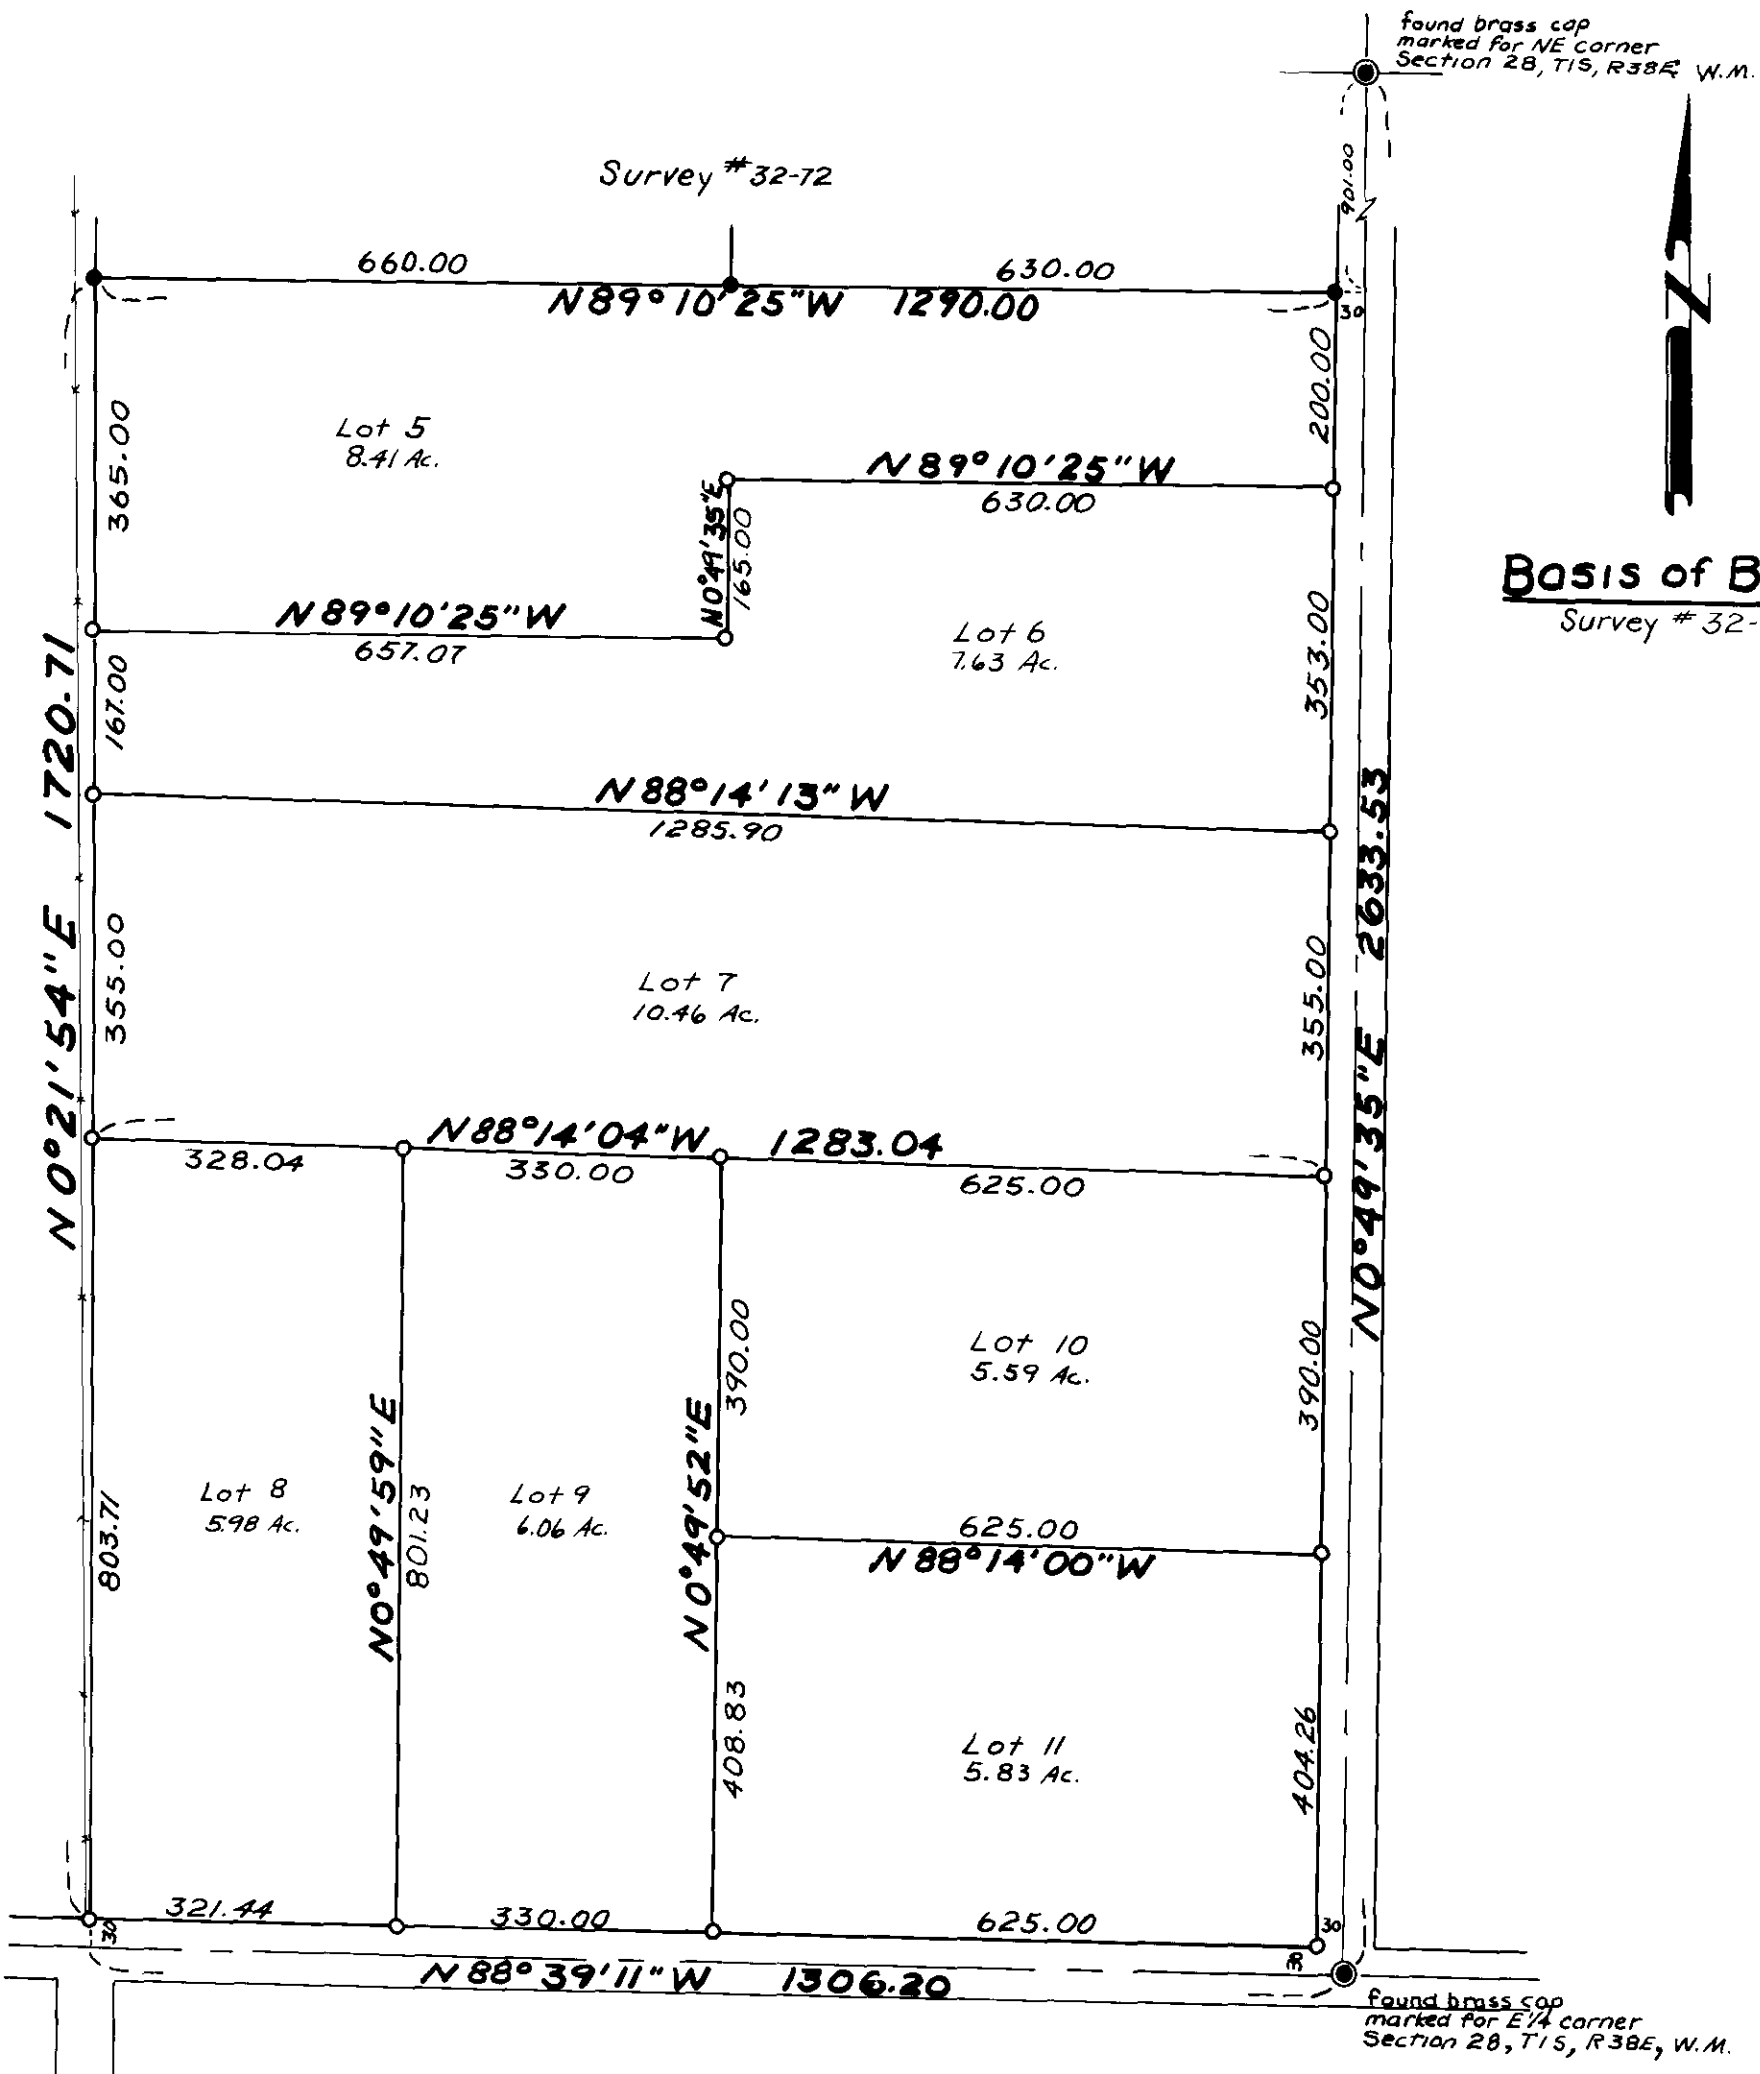 found brass cap
marked for NE corner
Section 28, T1S, R38E, W.M.
901.00
Survey #32-72
660.00
630.00
N89°10'25"W 1290.00
30
200.00
365.00
Lot 5
8.41 Ac.
N89°10'25"W
630.00
N0°49'35"E
165.00
Basis of B
Survey #32-
N89°10'25"W
657.07
Lot 6
7.63 Ac.
353.00
167.00
N0°21'54"E 1720.71
N88°14'13"W
1285.90
N0°49'35"E 2633.53
355.00
Lot 7
10.46 Ac.
355.00
N88°14'04"W 1283.04
328.04
330.00
625.00
390.00
Lot 10
5.59 Ac.
390.00
N0°49'59"E
801.23
N0°49'52"E
Lot 8
5.98 Ac.
Lot 9
6.06 Ac.
803.71
625.00
N88°14'00"W
408.83
Lot 11
5.83 Ac.
404.26
321.44
330.00
625.00
30
30
30
N88°39'11"W 1306.20
found brass cap
marked for E1/4 corner
Section 28, T1S, R38E, W.M.